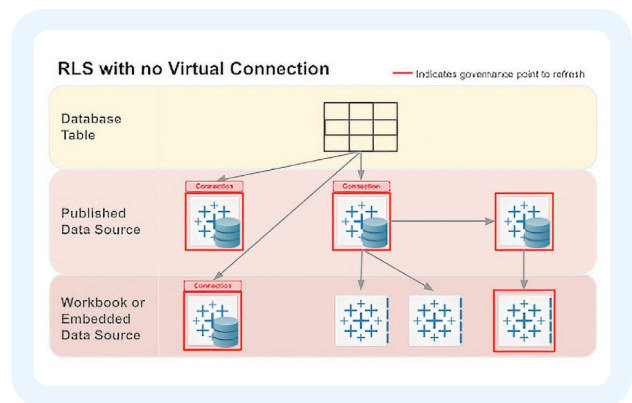 RLS with no Virtual Connection
Indicates governance point to refresh
Database
Table
Connection
Connection
Published
Data Source
Connection
Workbook or
Embedded
Data Source